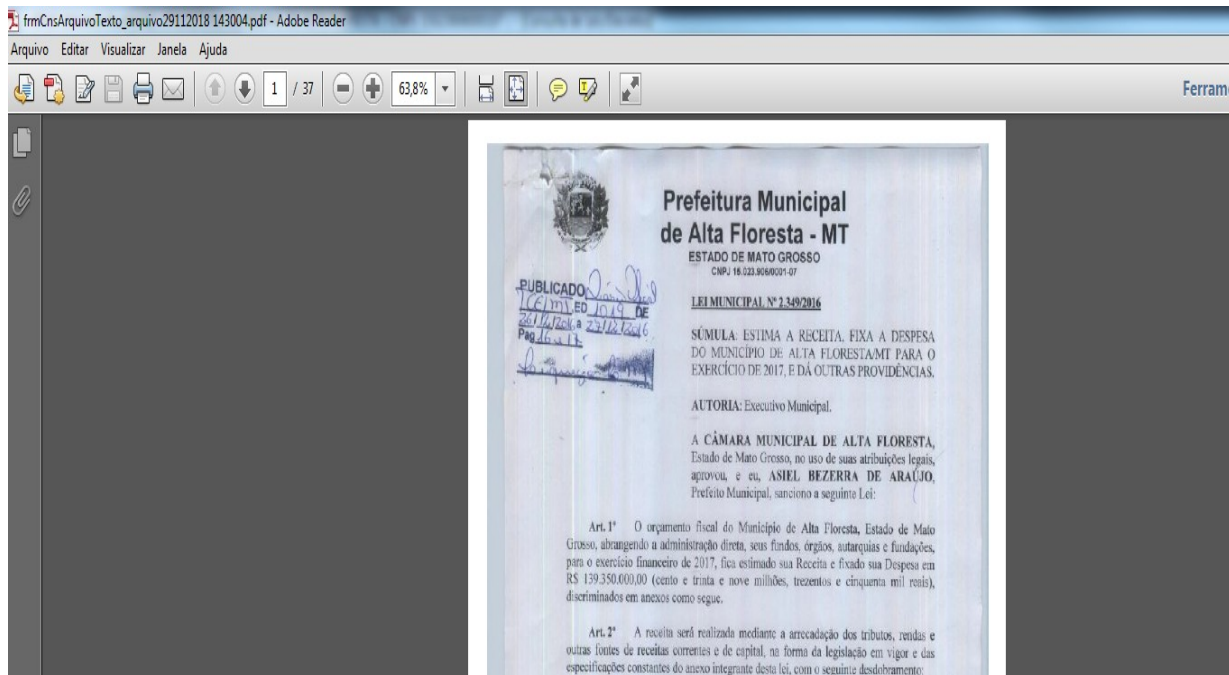 frmCnsArquivoTexto_arquivo29112018 143004.pdf - Adobe Reader
Arquivo Editar Visualizar Janela Ajuda
1 / 37 63,8%
Ferram
Prefeitura Municipal
de Alta Floresta - MT
ESTADO DE MATO GROSSO
CNPJ 15.023.906/0001-07
PUBLICADO
ED 1019 DE
26/12/2016 a 27/12/2016
Pag 16 a 17
LEI MUNICIPAL Nº 2.349/2016
SÚMULA: ESTIMA A RECEITA, FIXA A DESPESA
DO MUNICÍPIO DE ALTA FLORESTA/MT PARA O
EXERCÍCIO DE 2017, E DÁ OUTRAS PROVIDÊNCIAS.
AUTORIA: Executivo Municipal.
A CÂMARA MUNICIPAL DE ALTA FLORESTA,
Estado de Mato Grosso, no uso de suas atribuições legais,
aprovou, e eu, ASIEL BEZERRA DE ARAÚJO,
Prefeito Municipal, sanciono a seguinte Lei:
Art. 1º O orçamento fiscal do Município de Alta Floresta, Estado de Mato
Grosso, abrangendo a administração direta, seus fundos, órgãos, autarquias e fundações,
para o exercício financeiro de 2017, fica estimado sua Receita e fixado sua Despesa em
R$ 139.350.000,00 (cento e trinta e nove milhões, trezentos e cinquenta mil reais),
discriminados em anexos como segue.
Art. 2º A receita será realizada mediante a arrecadação dos tributos, rendas e
outras fontes de receitas correntes e de capital, na forma da legislação em vigor e das
especificações constantes do anexo integrante desta lei, com o seguinte desdobramento: